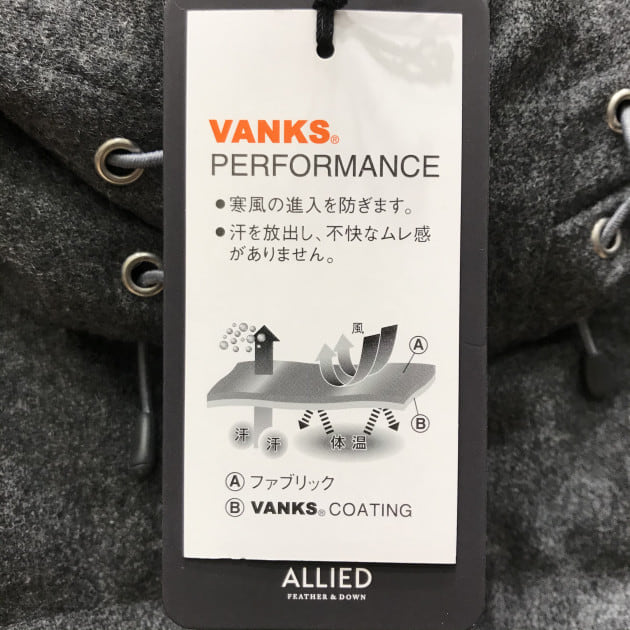 VANKS®
PERFORMANCE
●寒風の進入を防ぎます。
●汗を放出し、不快なムレ感
がありません。
風
Ⓐ
Ⓑ
汗 汗 体温
Ⓐ ファブリック
Ⓑ VANKS® COATING
ALLIED
FEATHER & DOWN